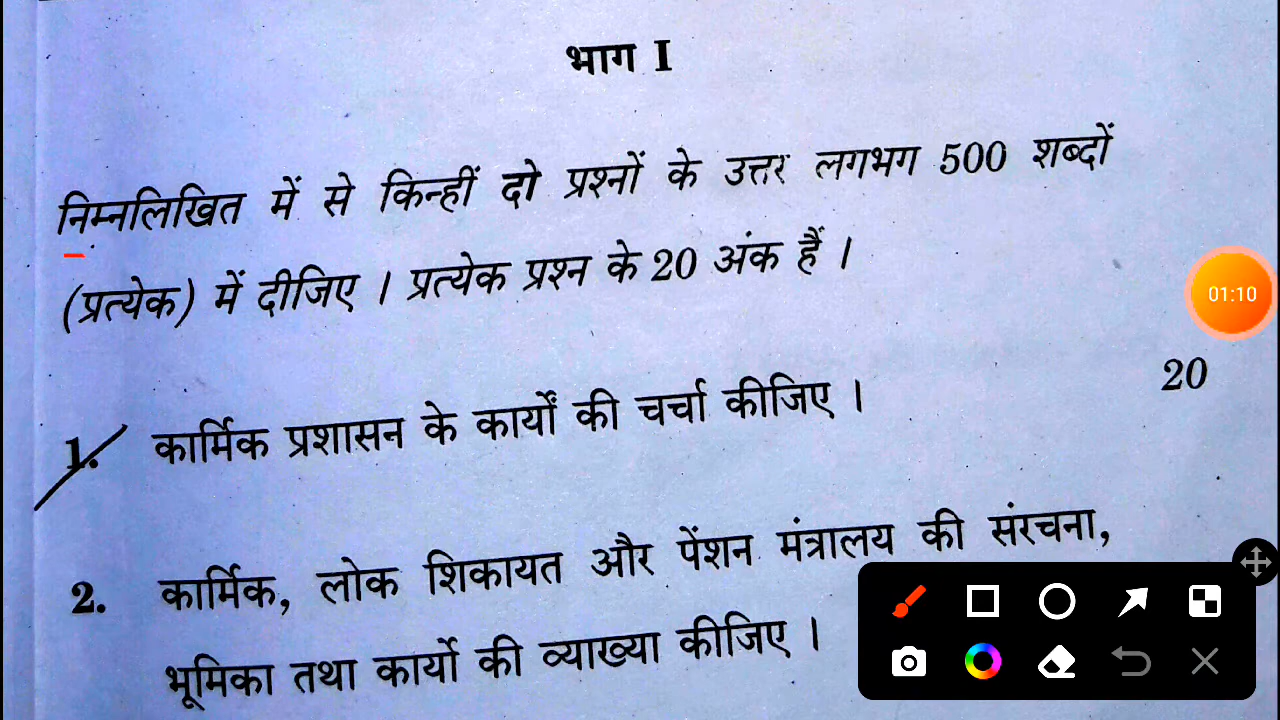 भाग I
निम्नलिखित में से किन्हीं दो प्रश्नों के उत्तर लगभग 500 शब्दों
(प्रत्येक) में दीजिए । प्रत्येक प्रश्न के 20 अंक हैं ।
1. कार्मिक प्रशासन के कार्यों की चर्चा कीजिए । 20
2. कार्मिक, लोक शिकायत और पेंशन मंत्रालय की संरचना,
भूमिका तथा कार्यों की व्याख्या कीजिए ।
01:10